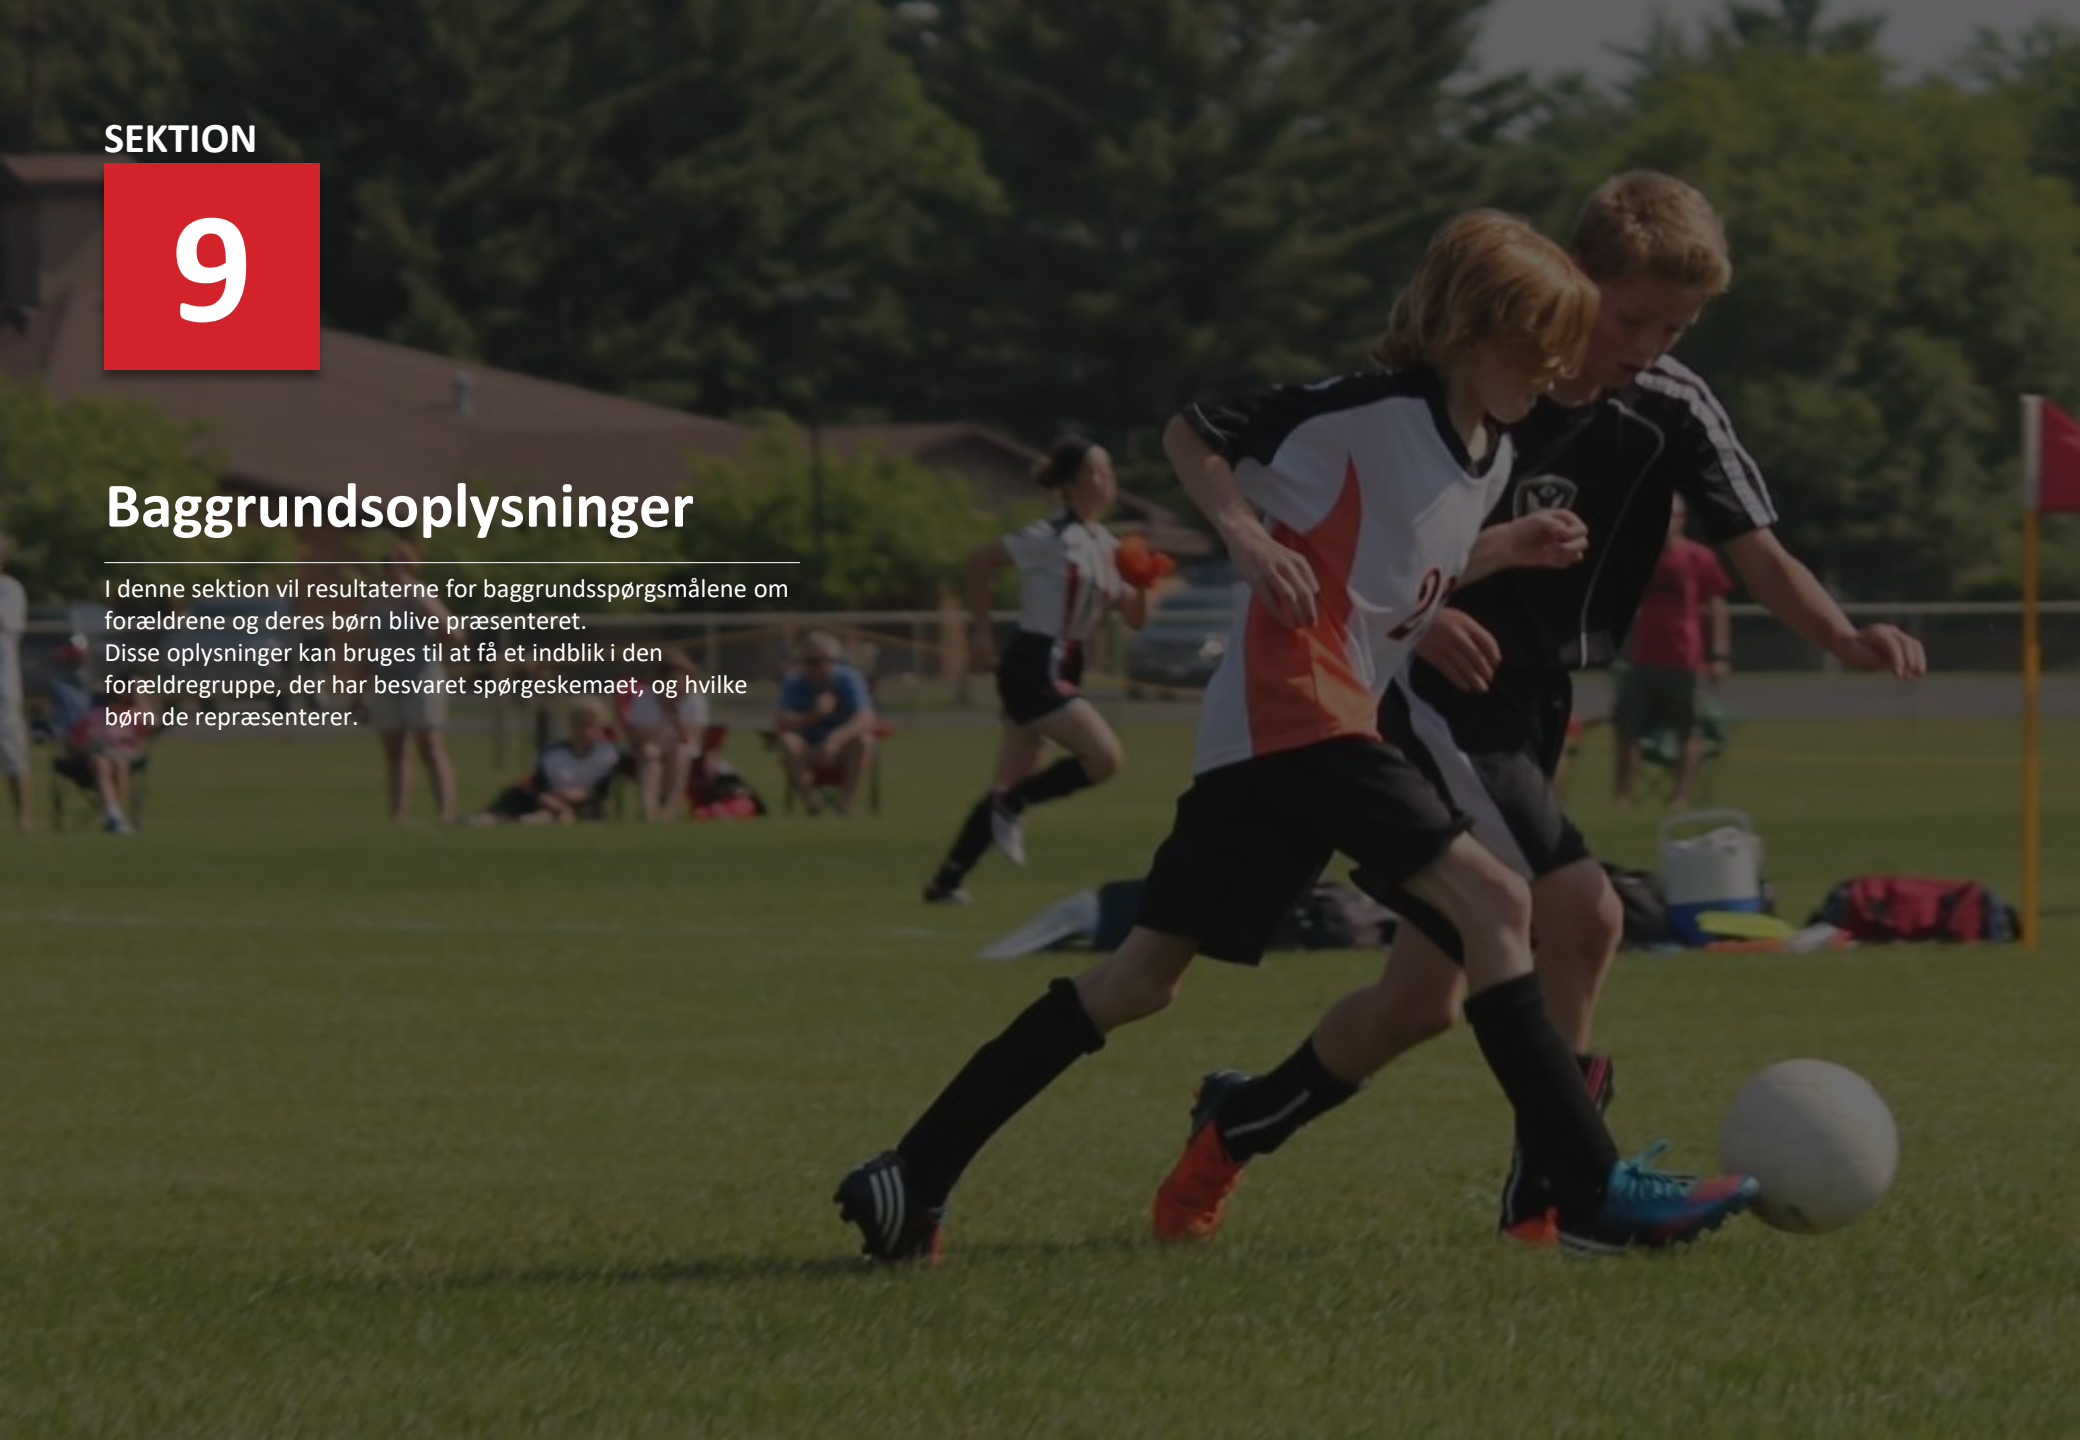 SEKTION
9
Baggrundsoplysninger
I denne sektion vil resultaterne for baggrundsspørgsmålene om
forældrene og deres børn blive præsenteret.
Disse oplysninger kan bruges til at få et indblik i den
forældregruppe, der har besvaret spørgeskemaet, og hvilke
børn de repræsenterer.